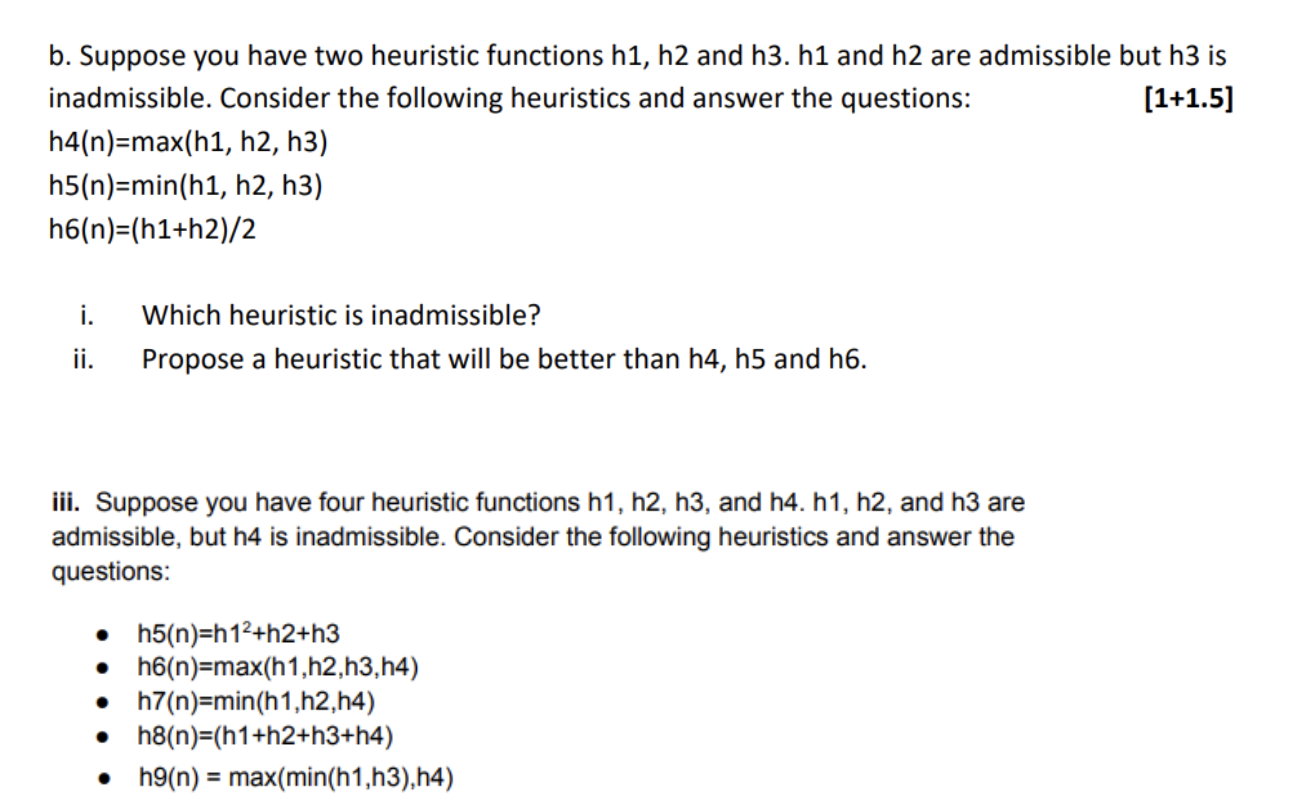 b. Suppose you have two heuristic functions h1, h2 and h3. h1 and h2 are admissible but h3 is
inadmissible. Consider the following heuristics and answer the questions: [1+1.5]
h4(n)=max(h1, h2, h3)
h5(n)=min(h1, h2, h3)
h6(n)=(h1+h2)/2
i. Which heuristic is inadmissible?
ii. Propose a heuristic that will be better than h4, h5 and h6.
iii. Suppose you have four heuristic functions h1, h2, h3, and h4. h1, h2, and h3 are
admissible, but h4 is inadmissible. Consider the following heuristics and answer the
questions:
• h5(n)=h1²+h2+h3
• h6(n)=max(h1,h2,h3,h4)
• h7(n)=min(h1,h2,h4)
• h8(n)=(h1+h2+h3+h4)
• h9(n) = max(min(h1,h3),h4)